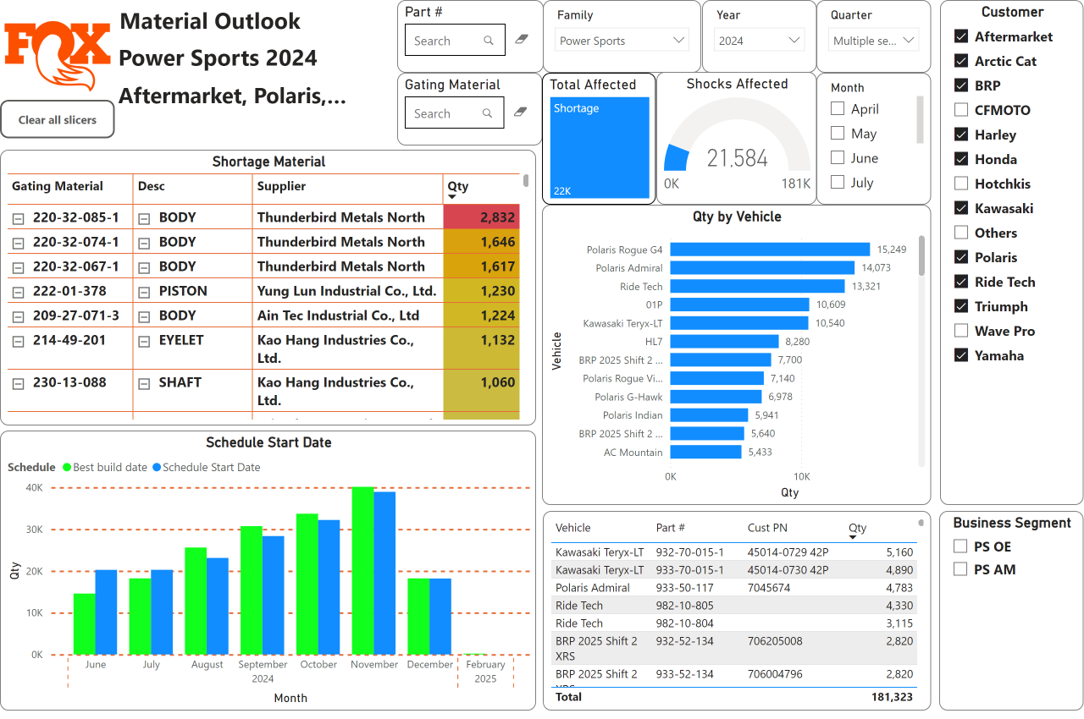 FOX
Material Outlook
Power Sports 2024
Aftermarket, Polaris,...
Clear all slicers
Part #
Search
Gating Material
Search
Family
Power Sports
Year
2024
Quarter
Multiple se...
Total Affected
Shortage
22K
Shocks Affected
21,584
0K 181K
Month
April
May
June
July
Customer
Aftermarket
Arctic Cat
BRP
CFMOTO
Harley
Honda
Hotchkis
Kawasaki
Others
Polaris
Ride Tech
Triumph
Wave Pro
Yamaha
Shortage Material
Gating Material Desc Supplier Qty
220-32-085-1 BODY Thunderbird Metals North 2,832
220-32-074-1 BODY Thunderbird Metals North 1,646
220-32-067-1 BODY Thunderbird Metals North 1,617
222-01-378 PISTON Yung Lun Industrial Co., Ltd. 1,230
209-27-071-3 BODY Ain Tec Industrial Co., Ltd 1,224
214-49-201 EYELET Kao Hang Industries Co., 1,132
Ltd.
230-13-088 SHAFT Kao Hang Industries Co., 1,060
Ltd.
Qty by Vehicle
Vehicle
Polaris Rogue G4 15,249
Polaris Admiral 14,073
Ride Tech 13,321
01P 10,609
Kawasaki Teryx-LT 10,540
HL7 8,280
BRP 2025 Shift 2 ... 7,700
Polaris Rogue Vi... 7,140
Polaris G-Hawk 6,978
Polaris Indian 5,941
BRP 2025 Shift 2 ... 5,640
AC Mountain 5,433
0K 10K
Qty
Schedule Start Date
Schedule Best build date Schedule Start Date
Qty
40K
30K
20K
10K
0K
June July August September October November December February
2024 2025
Month
Vehicle Part # Cust PN Qty
Kawasaki Teryx-LT 932-70-015-1 45014-0729 42P 5,160
Kawasaki Teryx-LT 933-70-015-1 45014-0730 42P 4,890
Polaris Admiral 933-50-117 7045674 4,783
Ride Tech 982-10-805 4,330
Ride Tech 982-10-804 3,115
BRP 2025 Shift 2 932-52-134 706205008 2,820
XRS
BRP 2025 Shift 2 933-52-134 706004796 2,820
Total 181,323
Business Segment
PS OE
PS AM